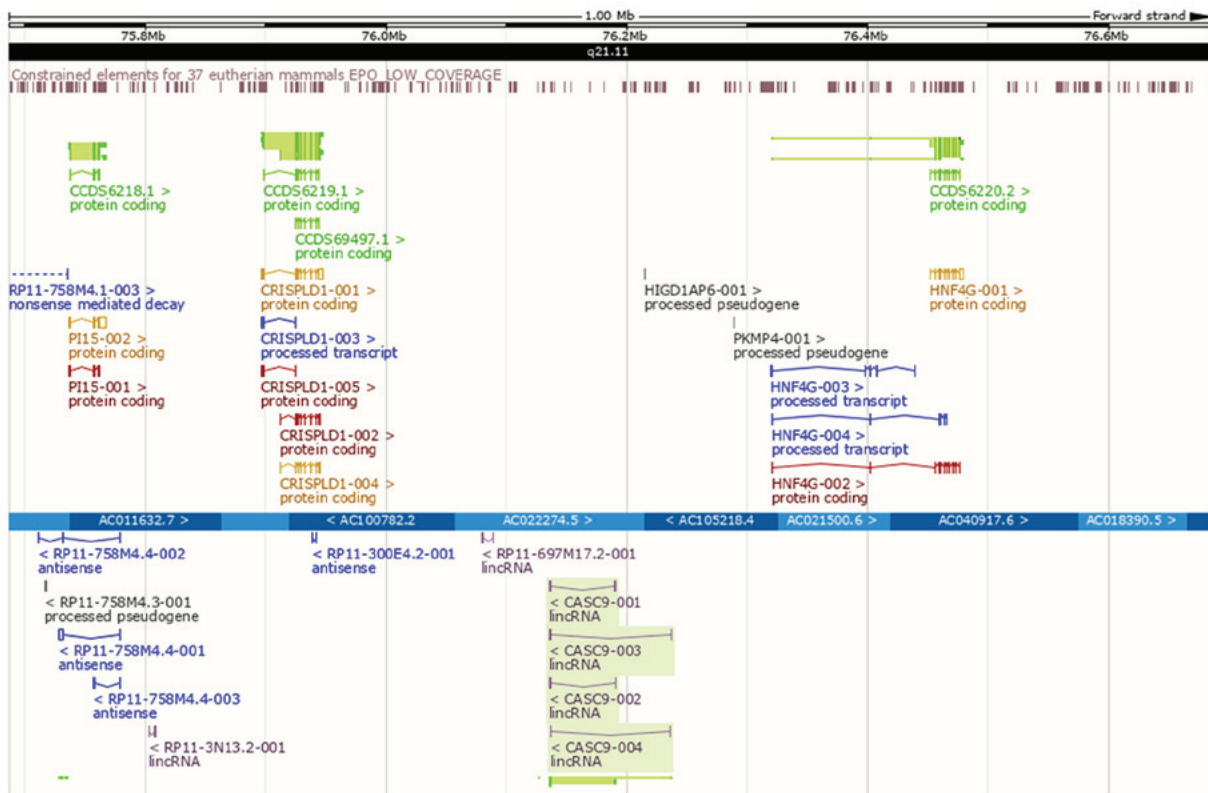 1.00 Mb
Forward strand
75.8Mb
76.0Mb
76.2Mb
76.4Mb
76.6Mb
q21.11
Constrained elements for 37 eutherian mammals EPO_LOW_COVERAGE
CCDS6218.1 >
protein coding
CCDS6219.1 >
protein coding
CCDS6220.2 >
protein coding
CCDS69497.1 >
protein coding
RP11-758M4.1-003 >
nonsense mediated decay
CRISPLD1-001 >
protein coding
HIGD1AP6-001 >
processed pseudogene
HNF4G-001 >
protein coding
PI15-002 >
protein coding
CRISPLD1-003 >
processed transcript
PKMP4-001 >
processed pseudogene
PI15-001 >
protein coding
CRISPLD1-005 >
protein coding
HNF4G-003 >
processed transcript
CRISPLD1-002 >
protein coding
HNF4G-004 >
processed transcript
CRISPLD1-004 >
protein coding
HNF4G-002 >
protein coding
AC011632.7 >
< AC100782.2
AC022274.5 >
< AC105218.4
AC021500.6 >
AC040917.6 >
AC018390.5 >
< RP11-758M4.4-002
antisense
< RP11-300E4.2-001
antisense
< RP11-697M17.2-001
lincRNA
< RP11-758M4.3-001
processed pseudogene
< CASC9-001
lincRNA
< RP11-758M4.4-001
antisense
< CASC9-003
lincRNA
< RP11-758M4.4-003
antisense
< CASC9-002
lincRNA
< RP11-3N13.2-001
lincRNA
< CASC9-004
lincRNA